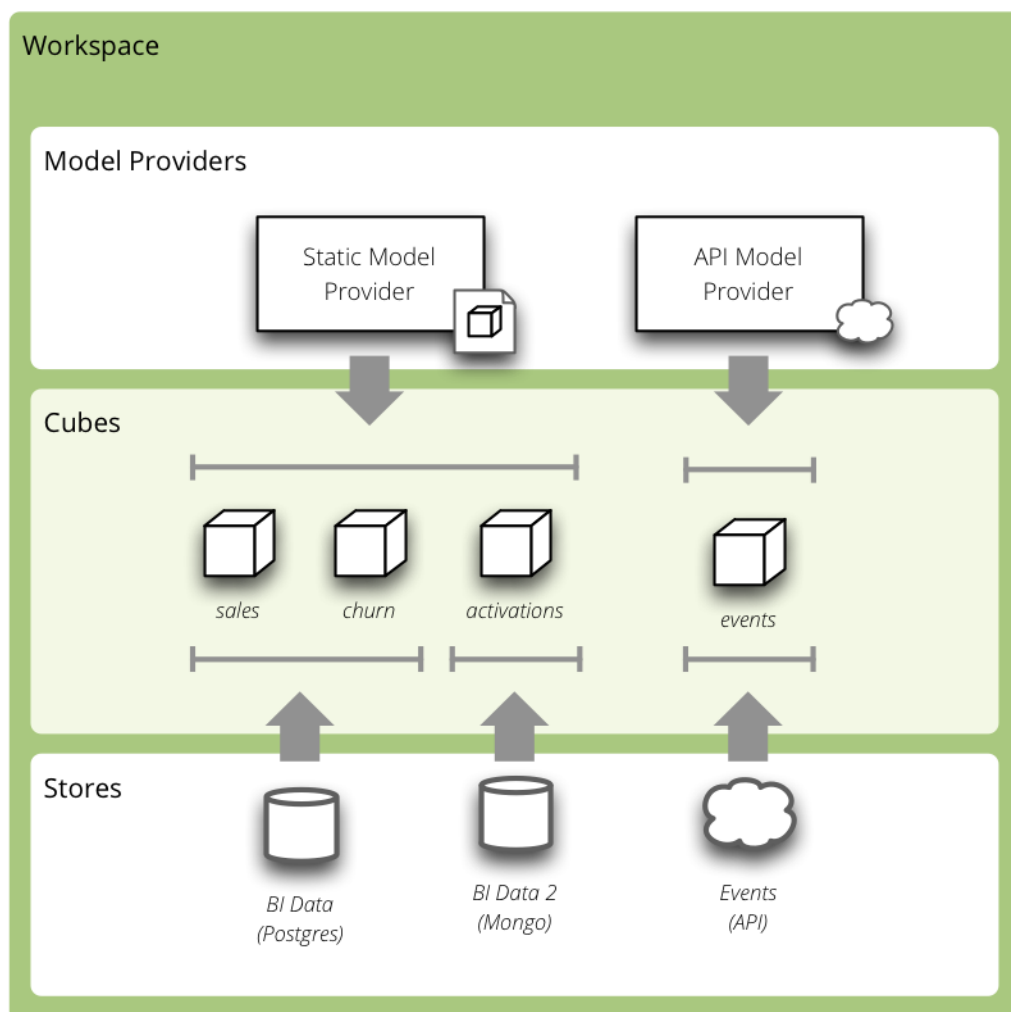 Workspace
Model Providers
Static Model
Provider
API Model
Provider
Cubes
sales
churn
activations
events
Stores
BI Data
(Postgres)
BI Data 2
(Mongo)
Events
(API)